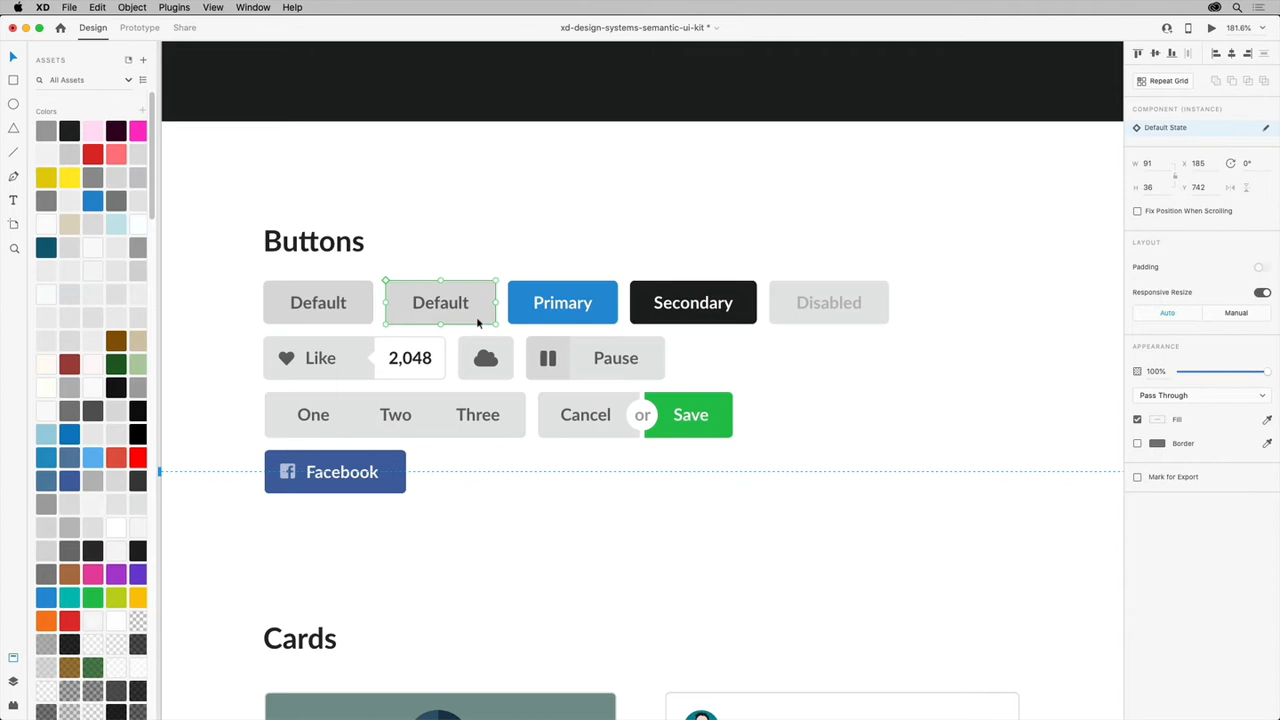 XD File Edit Object Plugins View Window Help
Design Prototype Share xd-design-systems-semantic-ui-kit * 181.6%
ASSETS
All Assets
Colors
Buttons
Default Default Primary Secondary Disabled
Like 2,048 Pause
One Two Three Cancel or Save
Facebook
Cards
Repeat Grid
COMPONENT (INSTANCE)
Default State
W 91 X 185 0°
H 36 Y 742
Fix Position When Scrolling
LAYOUT
Padding
Responsive Resize
Auto Manual
APPEARANCE
100%
Pass Through
Fill
Border
Mark for Export